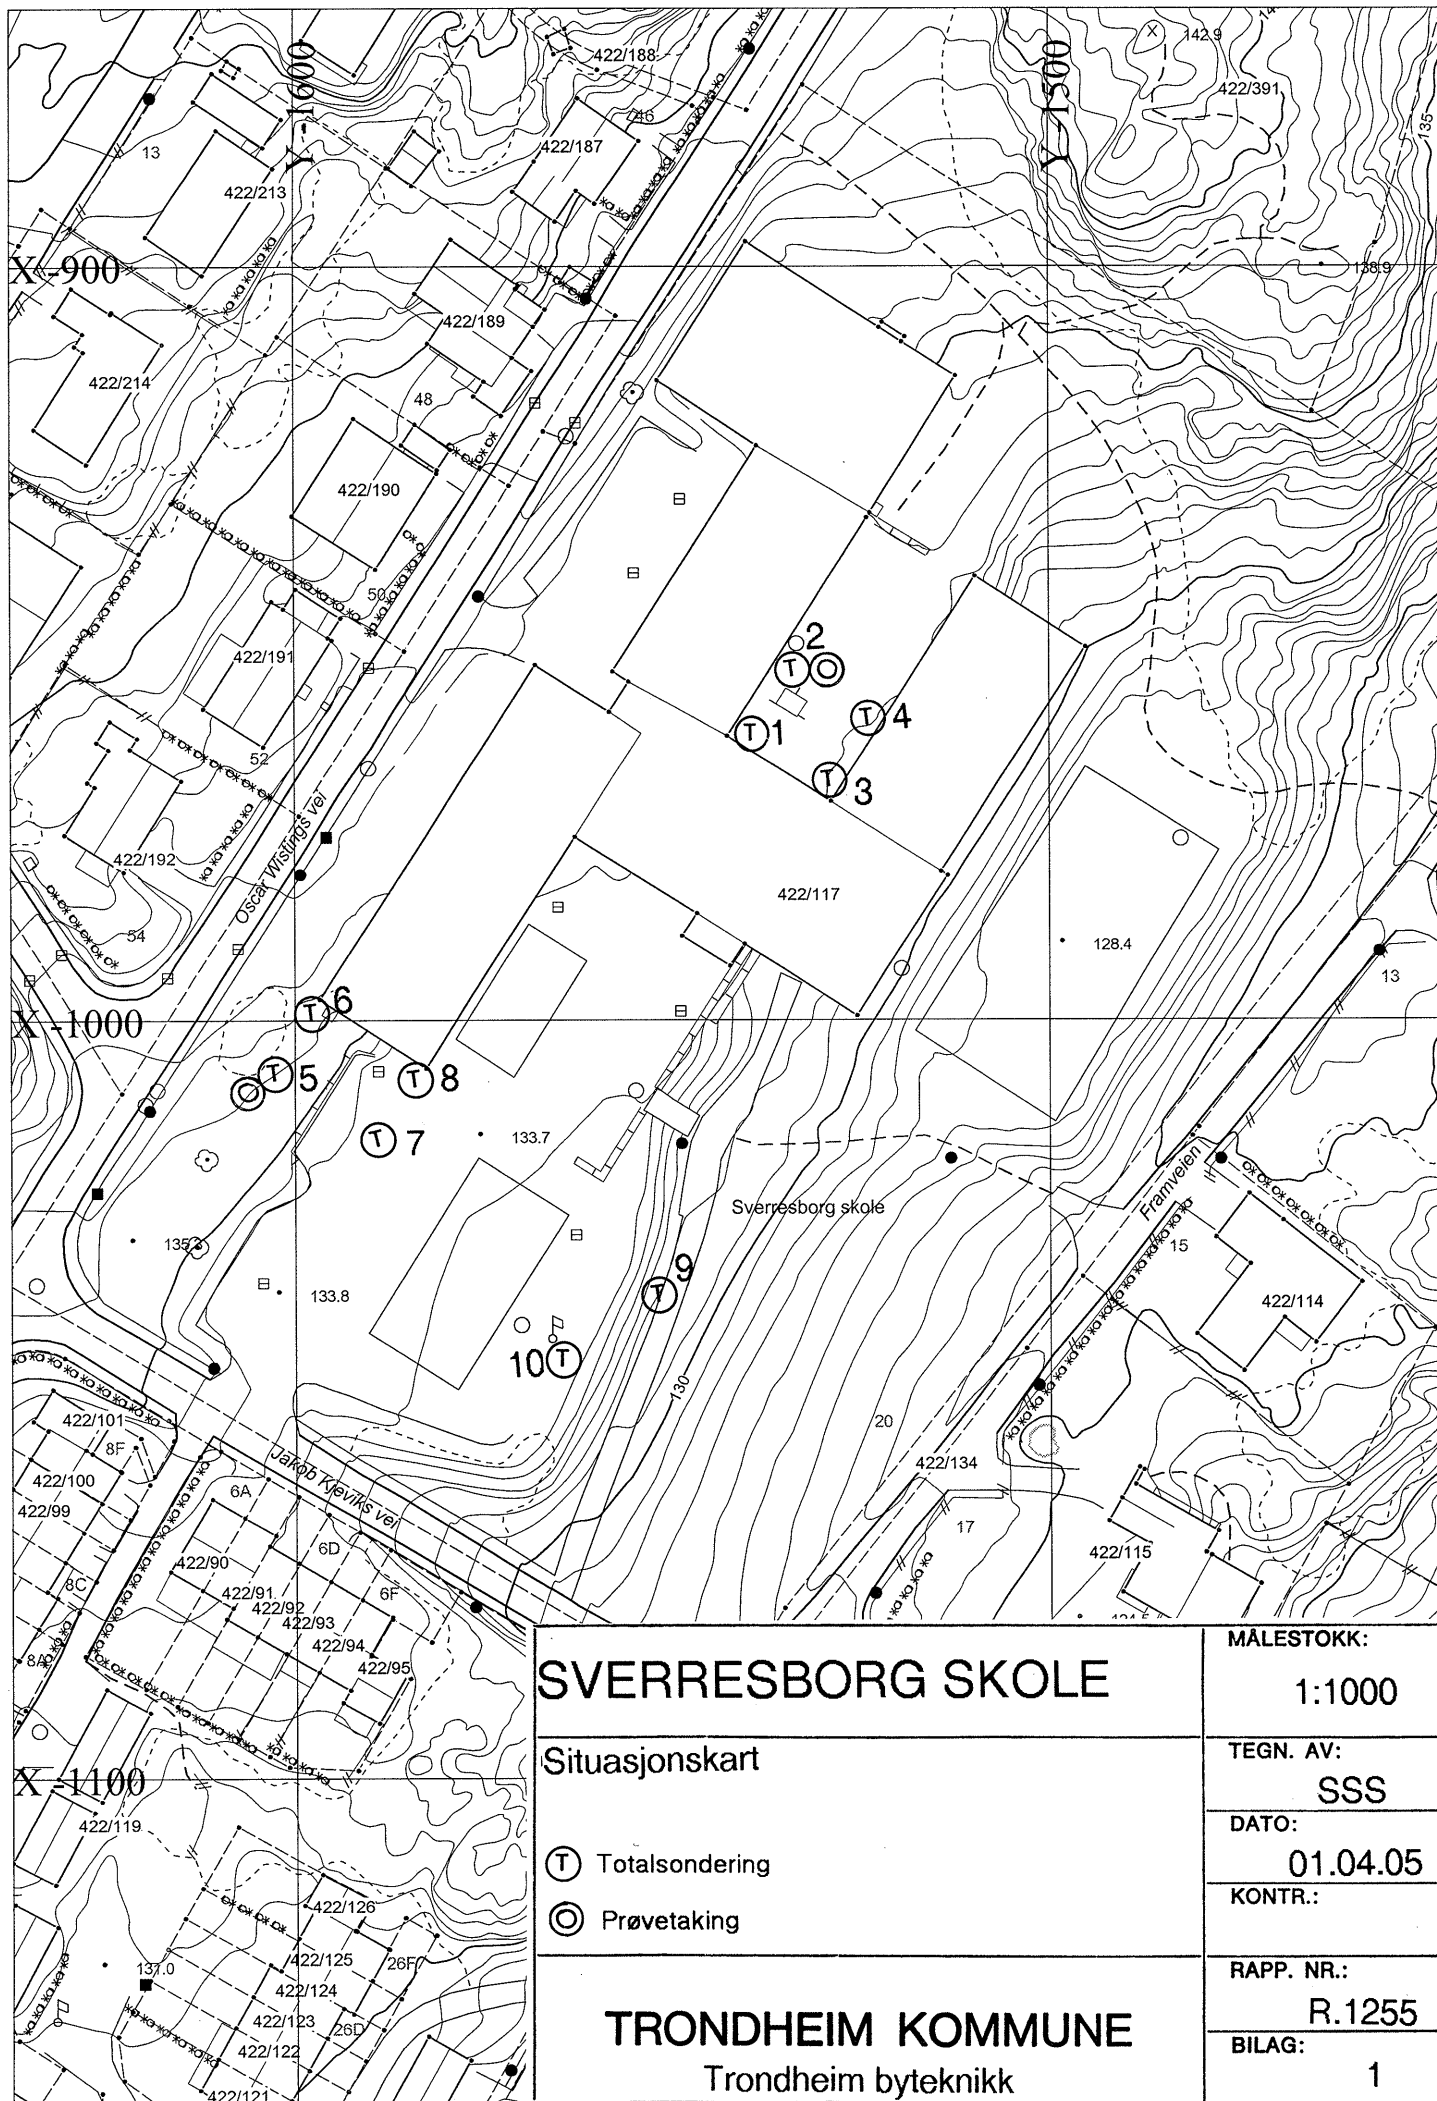 Y -1600
Y -1500
422/188
142.9
422/391
135
46
13
422/187
422/213
X -900
138.9
422/189
422/214
48
422/190
50
422/191
2
T
1
T
4
T
3
T
52
Oscar Wistings vei
422/192
422/117
54
128.4
13
6
T
X -1000
5
T
8
T
7
T
133.7
Sverresborg skole
Framveien
15
135
9
T
133.8
422/114
10
T
130
20
422/101
8F
422/100
6A
Jakob Kjeviks vei
422/134
422/99
17
6D
422/90
422/115
8C
422/91
6F
422/92
422/93
422/94
8A
422/95
X -1100
422/119
422/126
422/125
26F
131.0
422/124
422/123
26D
422/122
422/121
SVERRESBORG SKOLE
MÅLESTOKK:
1:1000
Situasjonskart
TEGN. AV:
SSS
DATO:
01.04.05
T Totalsondering
KONTR.:
Prøvetaking
RAPP. NR.:
R.1255
TRONDHEIM KOMMUNE
Trondheim byteknikk
BILAG:
1